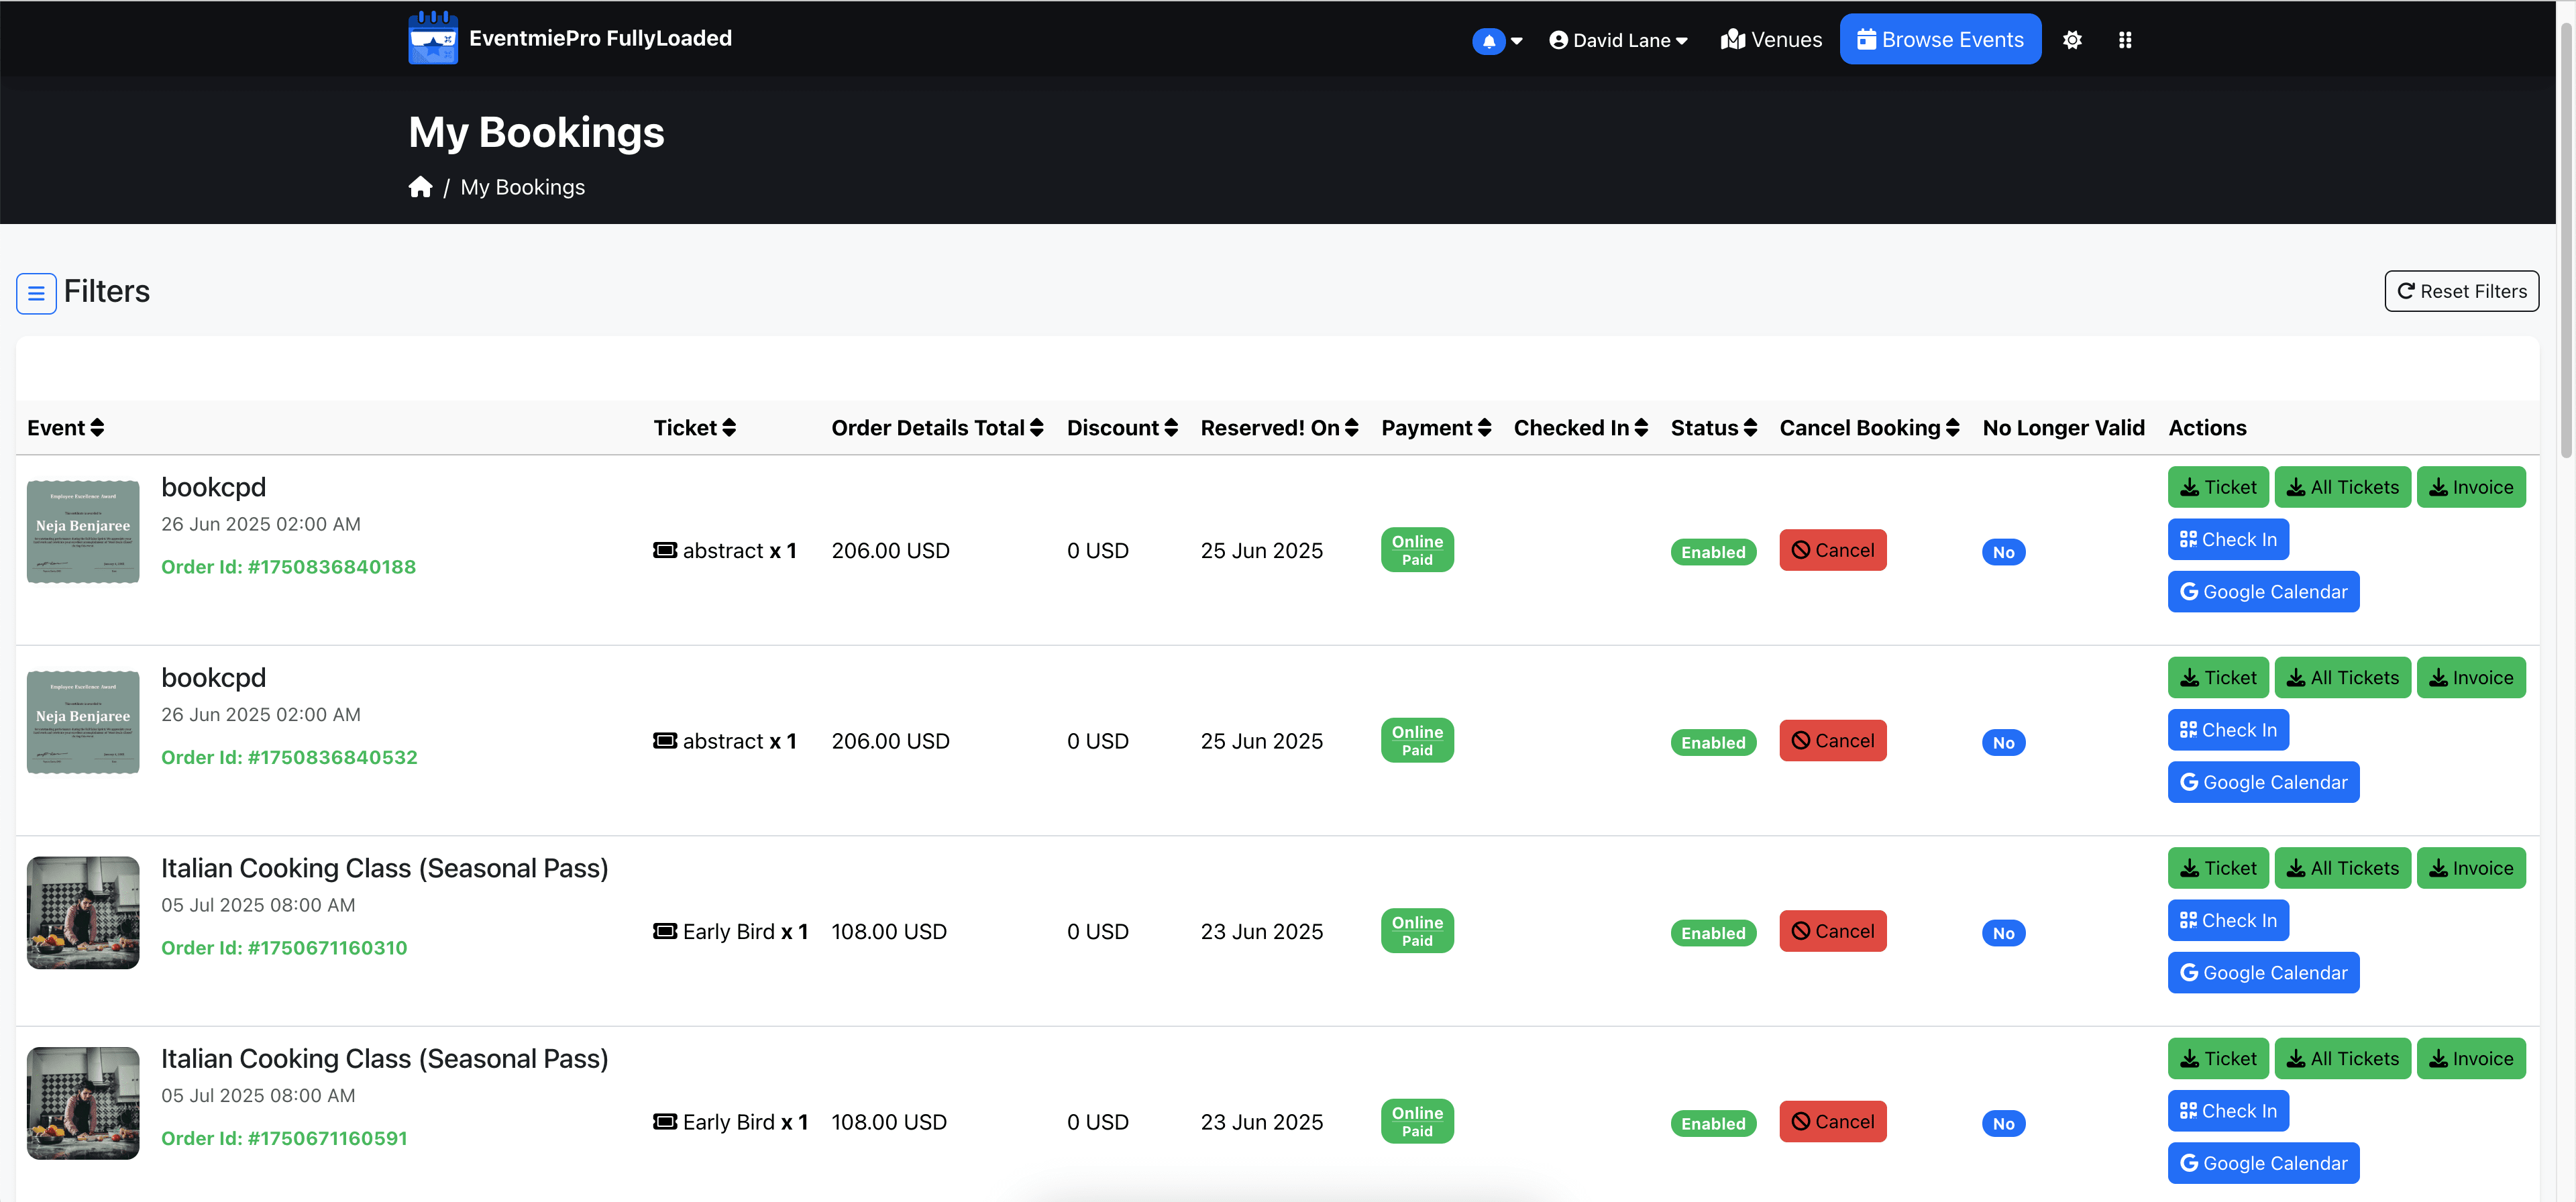 EventmiePro FullyLoaded
David Lane
Venues
Browse Events
My Bookings
/ My Bookings
Filters
Reset Filters
Event Ticket Order Details Total Discount Reserved! On Payment Checked In Status Cancel Booking No Longer Valid Actions
Employee Excellence Award
Neja Benjaree
bookcpd
26 Jun 2025 02:00 AM
Order Id: #1750836840188
abstract x 1
206.00 USD
0 USD
25 Jun 2025
Online
Paid
Enabled
Cancel
No
Ticket All Tickets Invoice
Check In
Google Calendar
Employee Excellence Award
Neja Benjaree
bookcpd
26 Jun 2025 02:00 AM
Order Id: #1750836840532
abstract x 1
206.00 USD
0 USD
25 Jun 2025
Online
Paid
Enabled
Cancel
No
Ticket All Tickets Invoice
Check In
Google Calendar
Italian Cooking Class (Seasonal Pass)
05 Jul 2025 08:00 AM
Order Id: #1750671160310
Early Bird x 1
108.00 USD
0 USD
23 Jun 2025
Online
Paid
Enabled
Cancel
No
Ticket All Tickets Invoice
Check In
Google Calendar
Italian Cooking Class (Seasonal Pass)
05 Jul 2025 08:00 AM
Order Id: #1750671160591
Early Bird x 1
108.00 USD
0 USD
23 Jun 2025
Online
Paid
Enabled
Cancel
No
Ticket All Tickets Invoice
Check In
Google Calendar